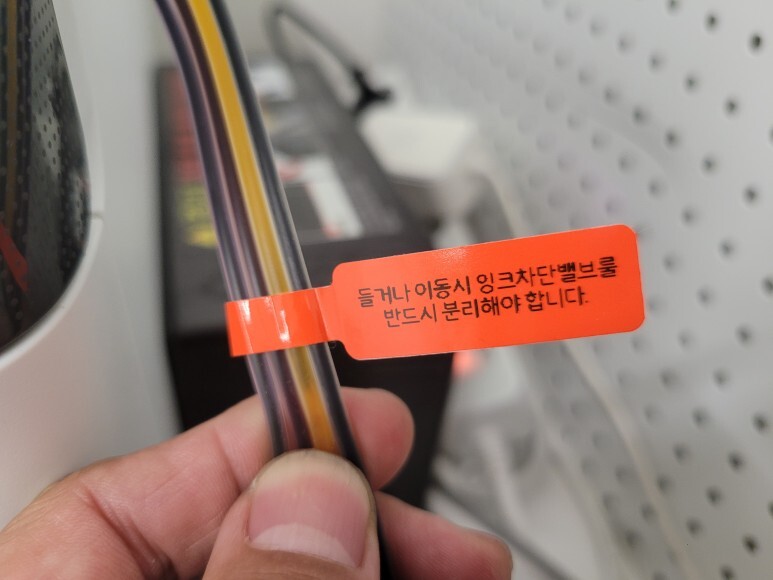 들거나 이동시 잉크차단밸브룰
반드시 분리해야 합니다.